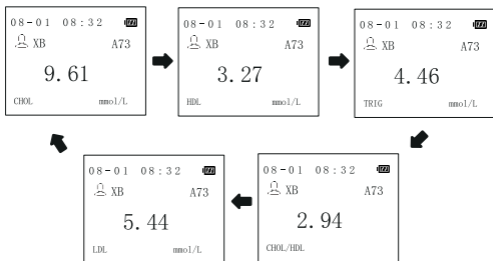 08-01 08:32
XB A73
9.61
CHOL mmol/L
08-01 08:32
XB A73
3.27
HDL mmol/L
08-01 08:32
XB A73
4.46
TRIG mmol/L
08-01 08:32
XB A73
5.44
LDL mmol/L
08-01 08:32
XB A73
2.94
CHOL/HDL